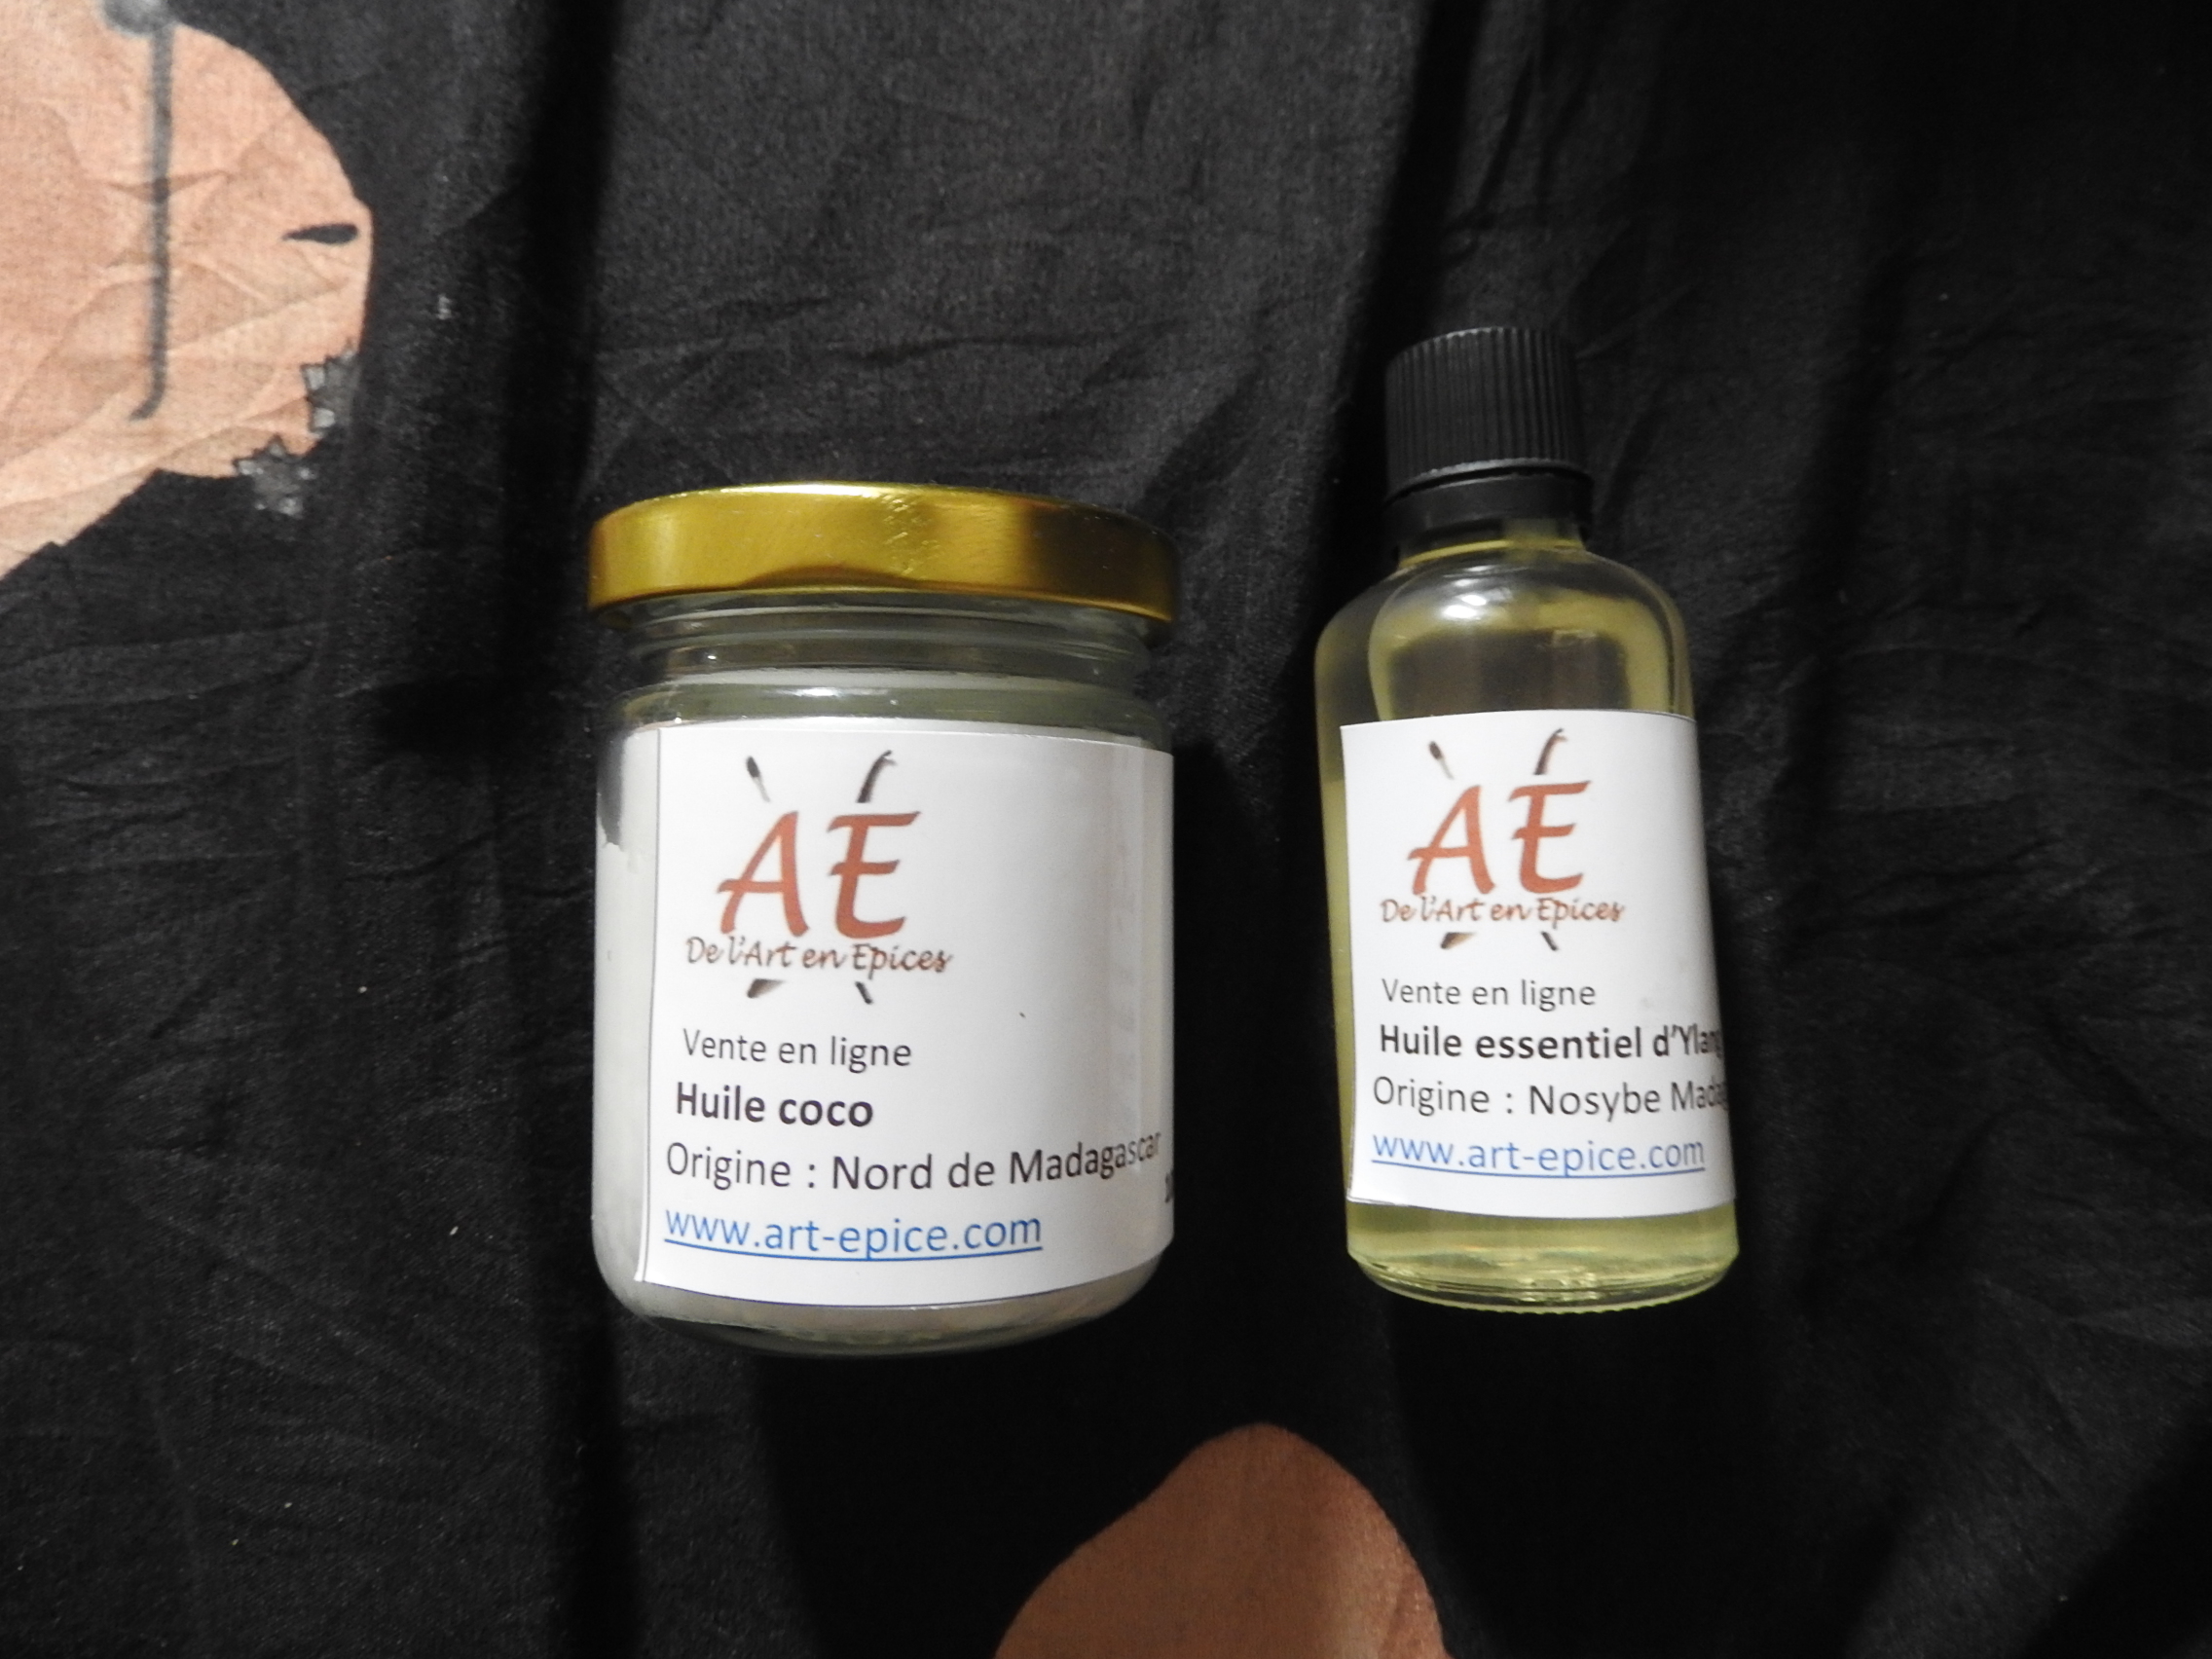 AE
De l'Art en Epices
Vente en ligne
Huile coco
Origine : Nord de Madagascar
www.art-epice.com
AE
De l'Art en Epices
Vente en ligne
Huile essentiel d'Ylang
Origine : Nosybe Madag
www.art-epice.com